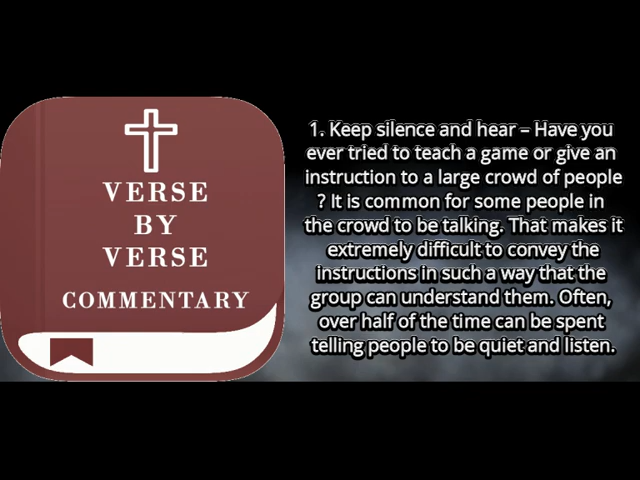 VERSE
BY
VERSE
COMMENTARY
1. Keep silence and hear – Have you
ever tried to teach a game or give an
instruction to a large crowd of people
? It is common for some people in
the crowd to be talking. That makes it
extremely difficult to convey the
instructions in such a way that the
group can understand them. Often,
over half of the time can be spent
telling people to be quiet and listen.